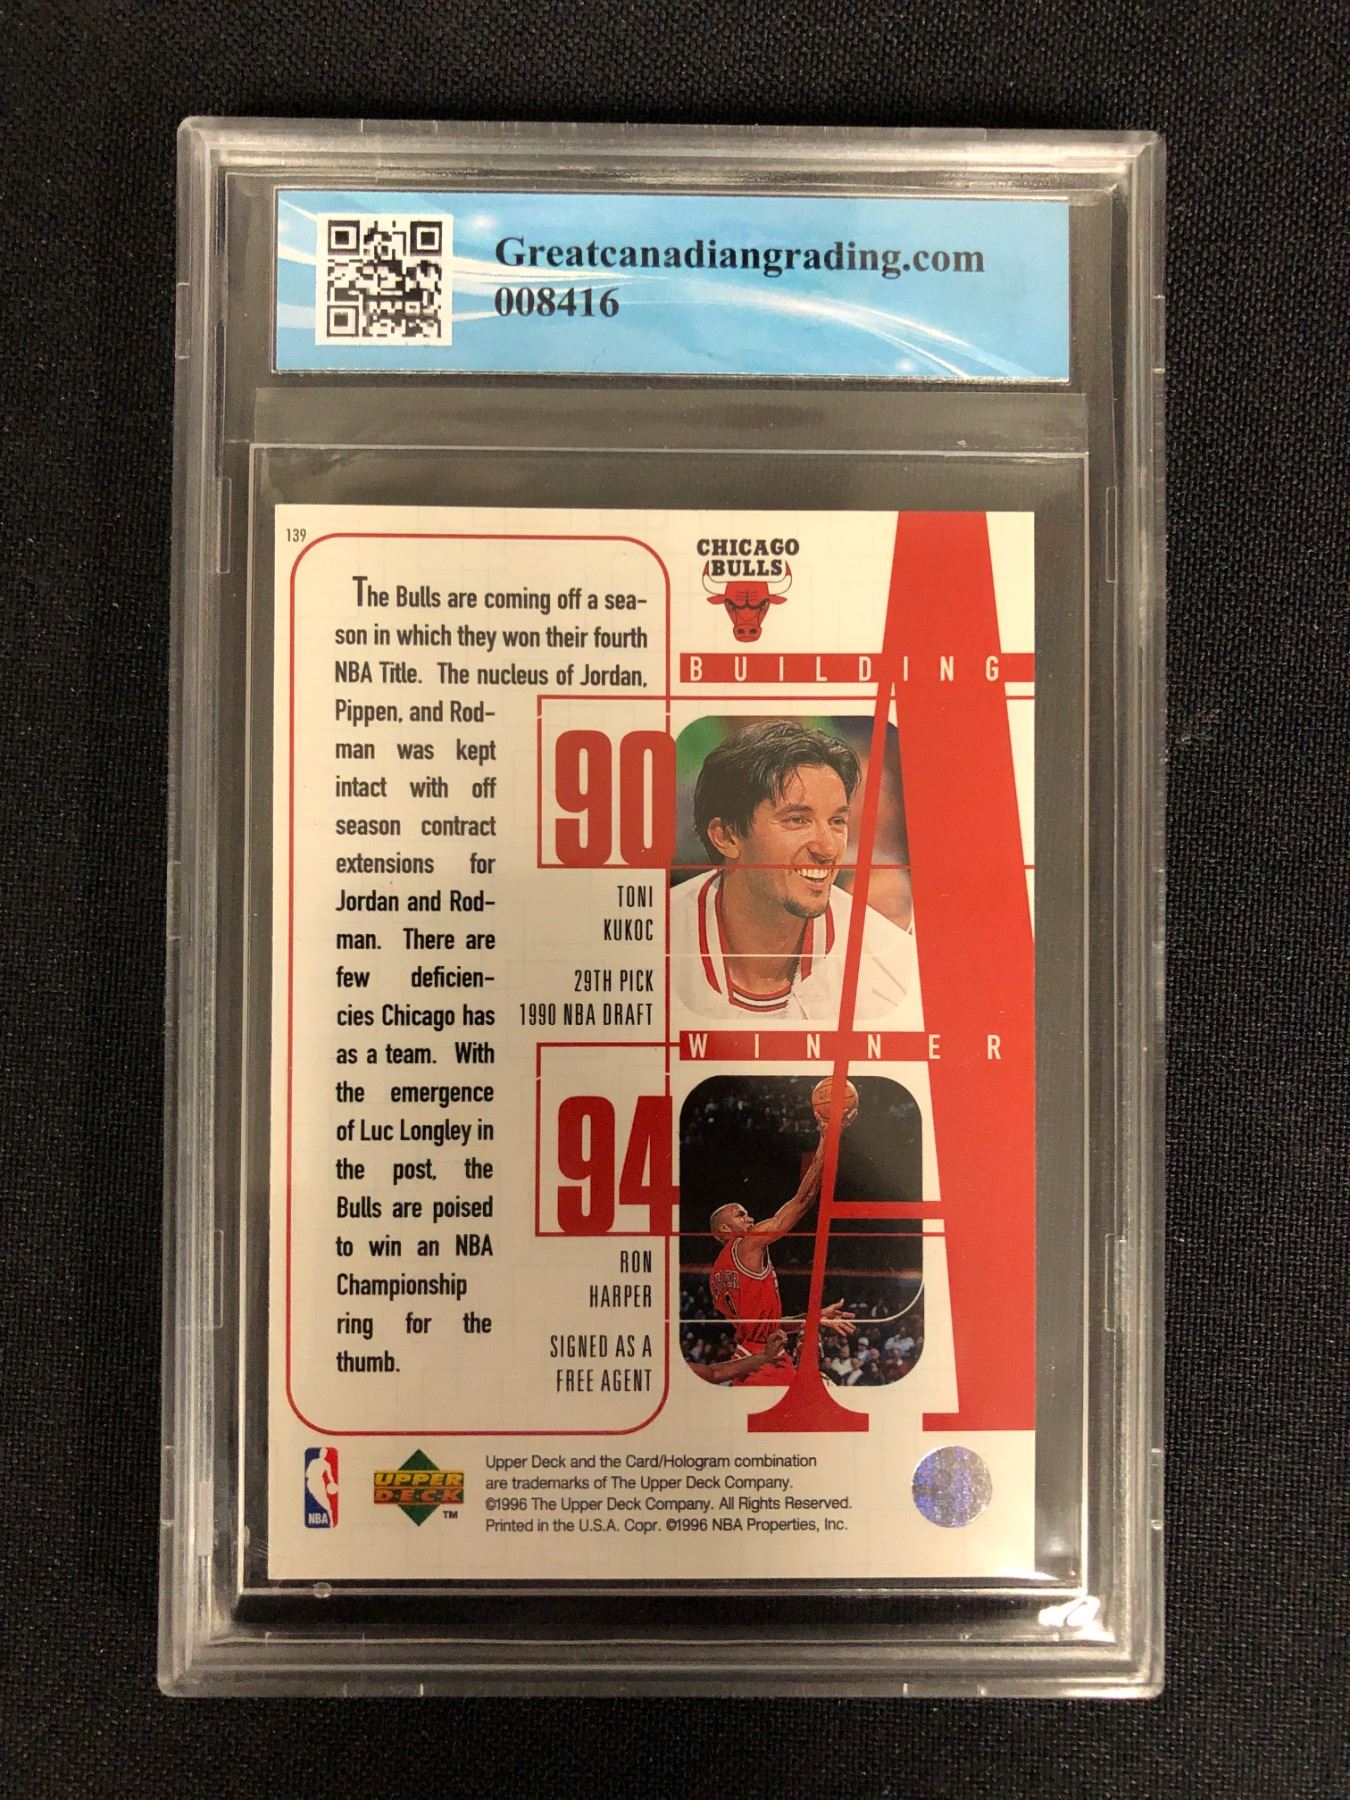 Greatcanadiangrading.com
008416
139
The Bulls are coming off a sea-
son in which they won their fourth
NBA Title. The nucleus of Jordan,
Pippen, and Rod-
man was kept
intact with off
season contract
extensions for
Jordan and Rod-
man. There are
few deficien-
cies Chicago has
as a team. With
the emergence
of Luc Longley in
the post, the
Bulls are poised
to win an NBA
Championship
ring for the
thumb.
CHICAGO
BULLS
BUILDING
A
90
TONI
KUKOC
29TH PICK
1990 NBA DRAFT
WINNER
94
RON
HARPER
SIGNED AS A
FREE AGENT
NBA
UPPER
DECK
TM
Upper Deck and the Card/Hologram combination
are trademarks of The Upper Deck Company.
©1996 The Upper Deck Company. All Rights Reserved.
Printed in the U.S.A. Copr. ©1996 NBA Properties, Inc.